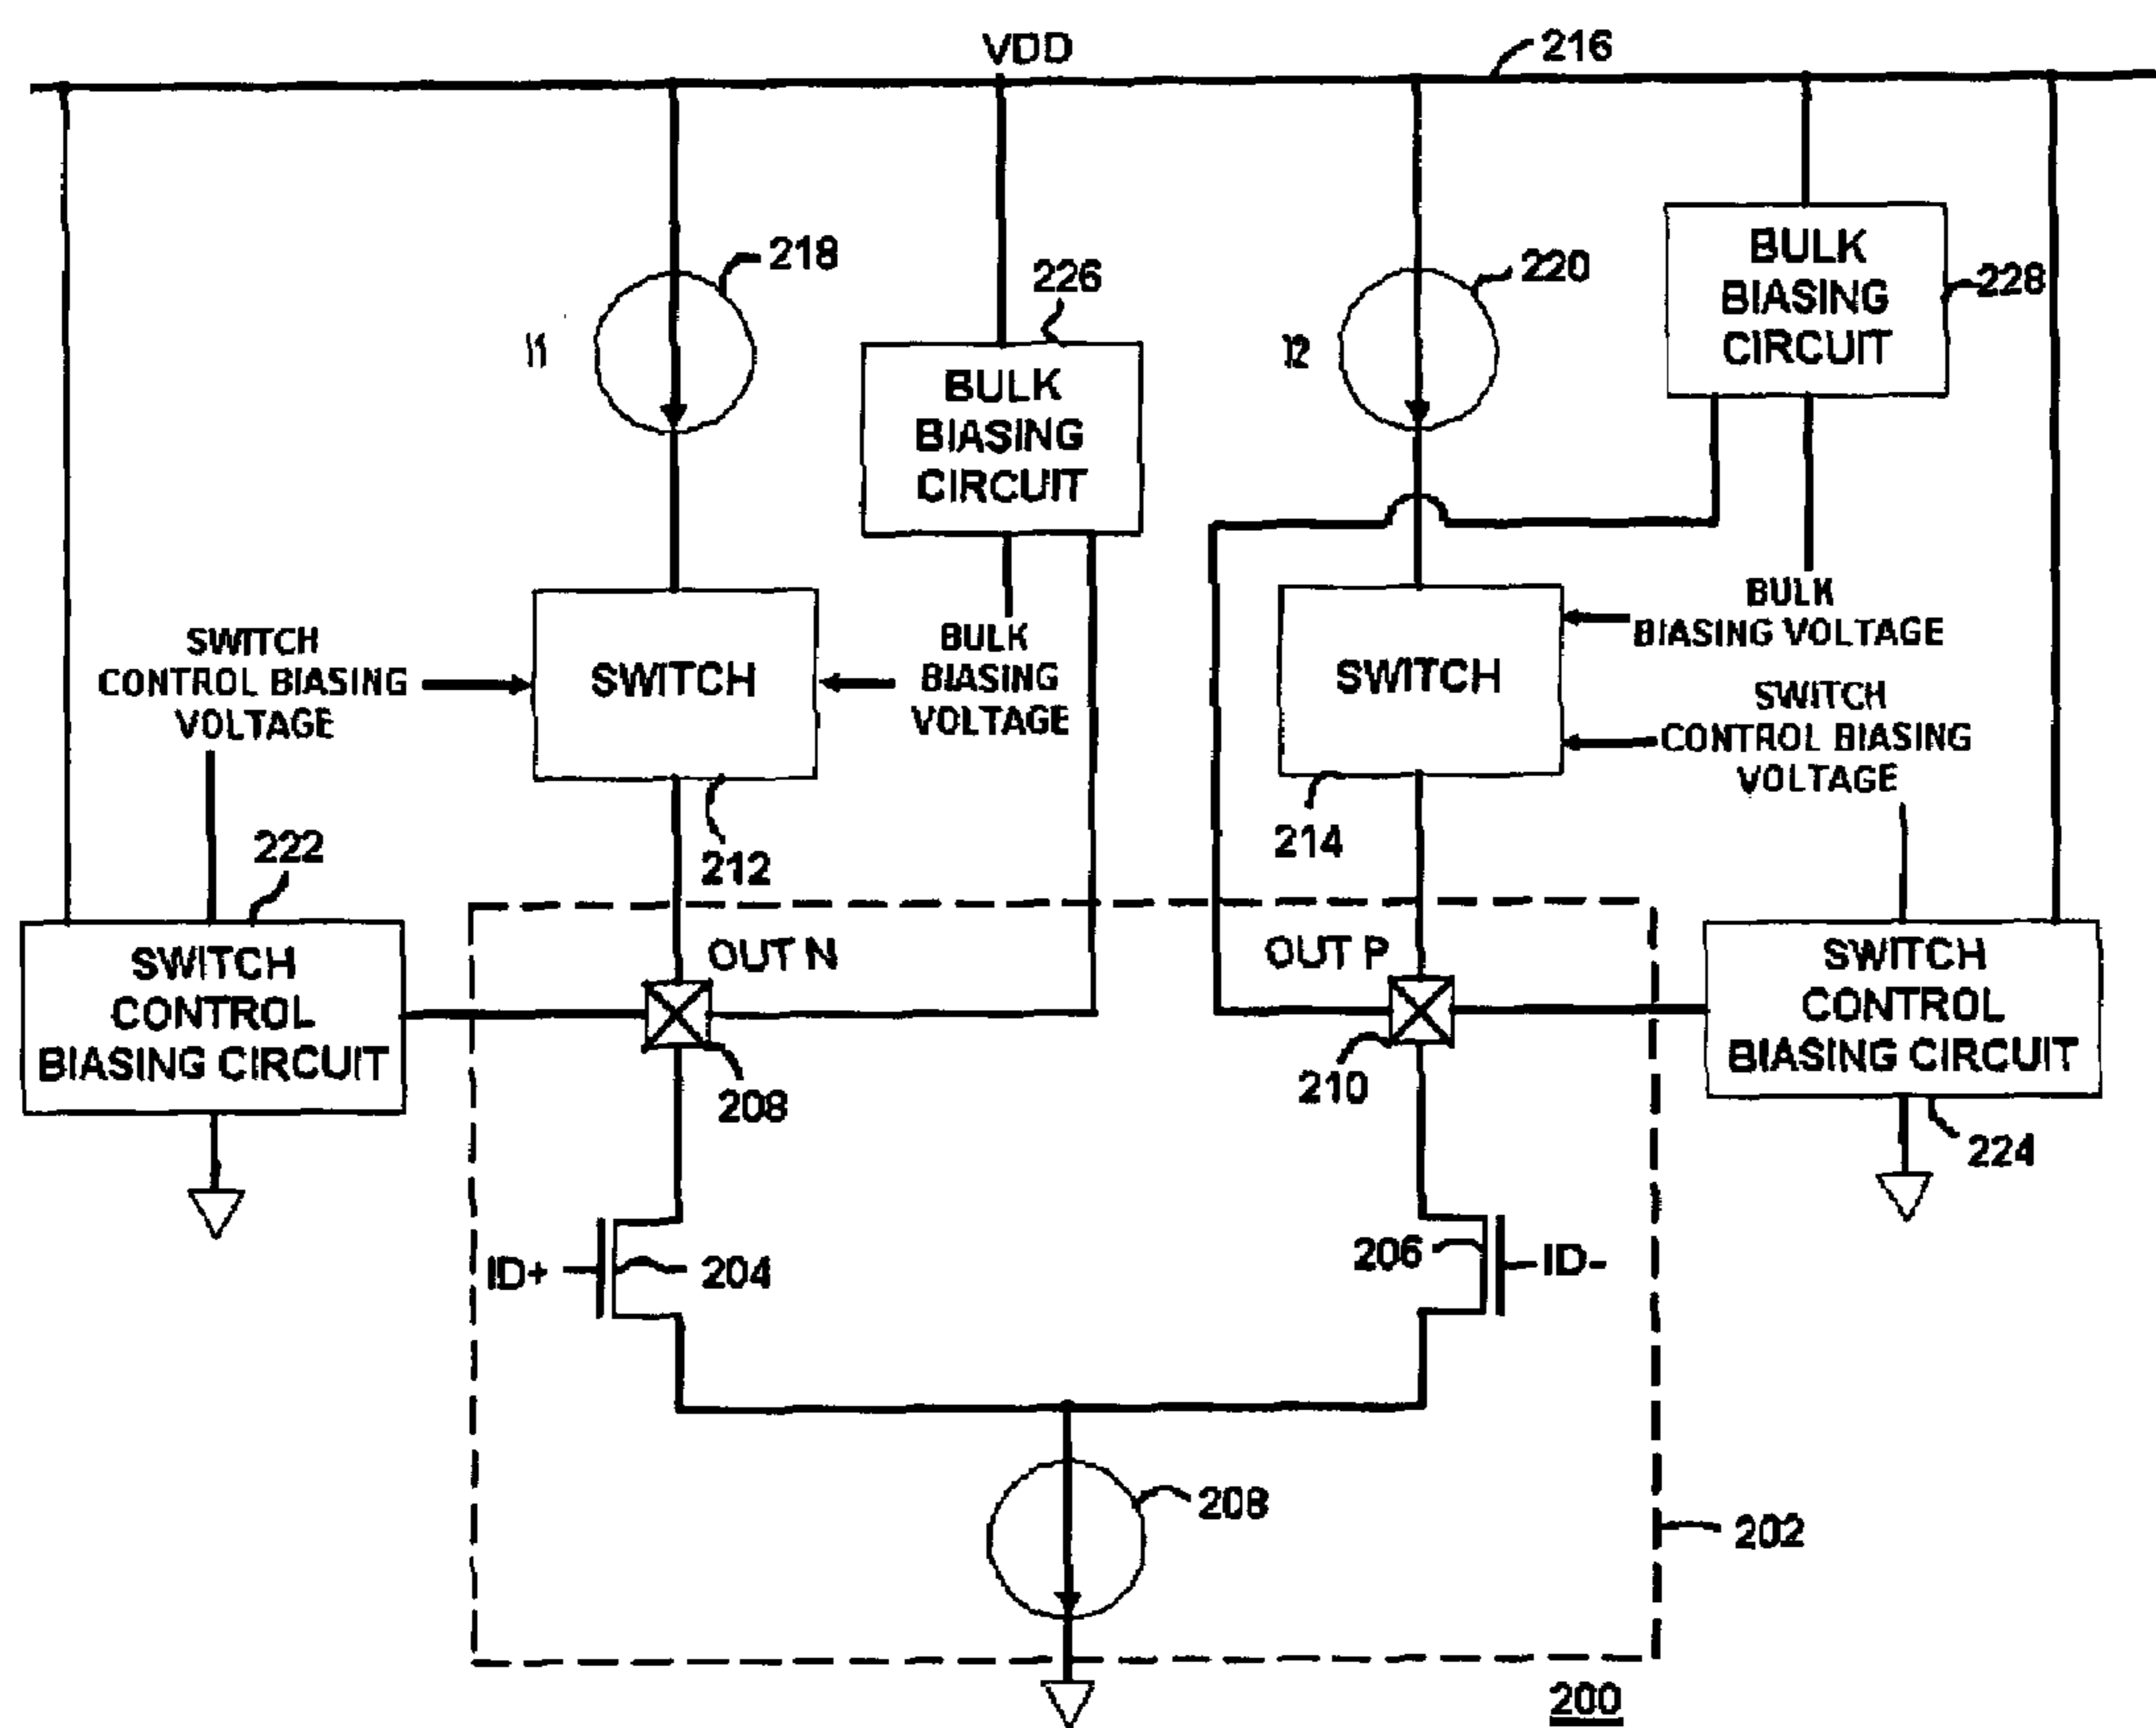 VDD
216
218
226
220
BULK
BIASING
CIRCUIT
228
I1
BULK
BIASING
CIRCUIT
I2
SWITCH
CONTROL BIASING
VOLTAGE
SWITCH
BULK
BIASING
VOLTAGE
SWITCH
BULK
BIASING VOLTAGE
SWITCH
CONTROL BIASING
VOLTAGE
222
212
214
SWITCH
CONTROL
BIASING CIRCUIT
OUT N
OUT P
SWITCH
CONTROL
BIASING CIRCUIT
208
210
224
ID+
204
206
ID-
208
202
200